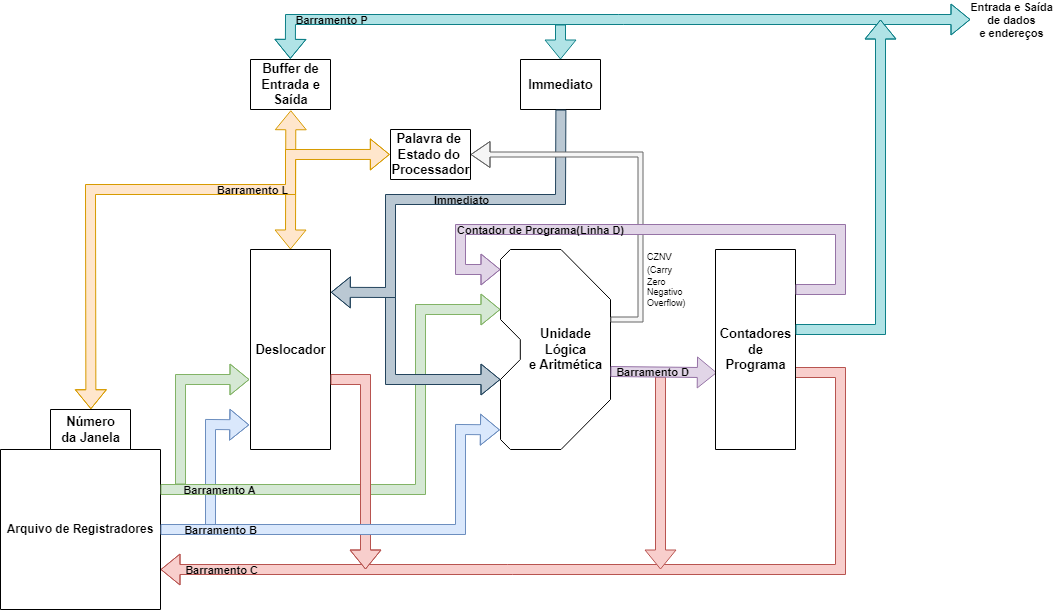 Entrada e Saída
de dados
e endereços
Barramento P
Buffer de
Entrada e
Saída
Immediato
Palavra de
Estado do
Processador
Barramento L
Immediato
Contador de Programa(Linha D)
CZNV
(Carry
Zero
Negativo
Overflow)
Deslocador
Unidade
Lógica
e Aritmética
Contadores
de
Programa
Barramento D
Número
da Janela
Barramento A
Arquivo de Registradores
Barramento B
Barramento C